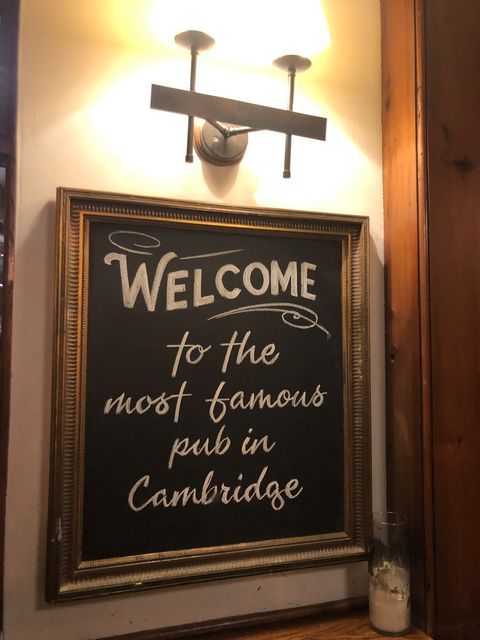 WELCOME
to the
most famous
pub in
Cambridge